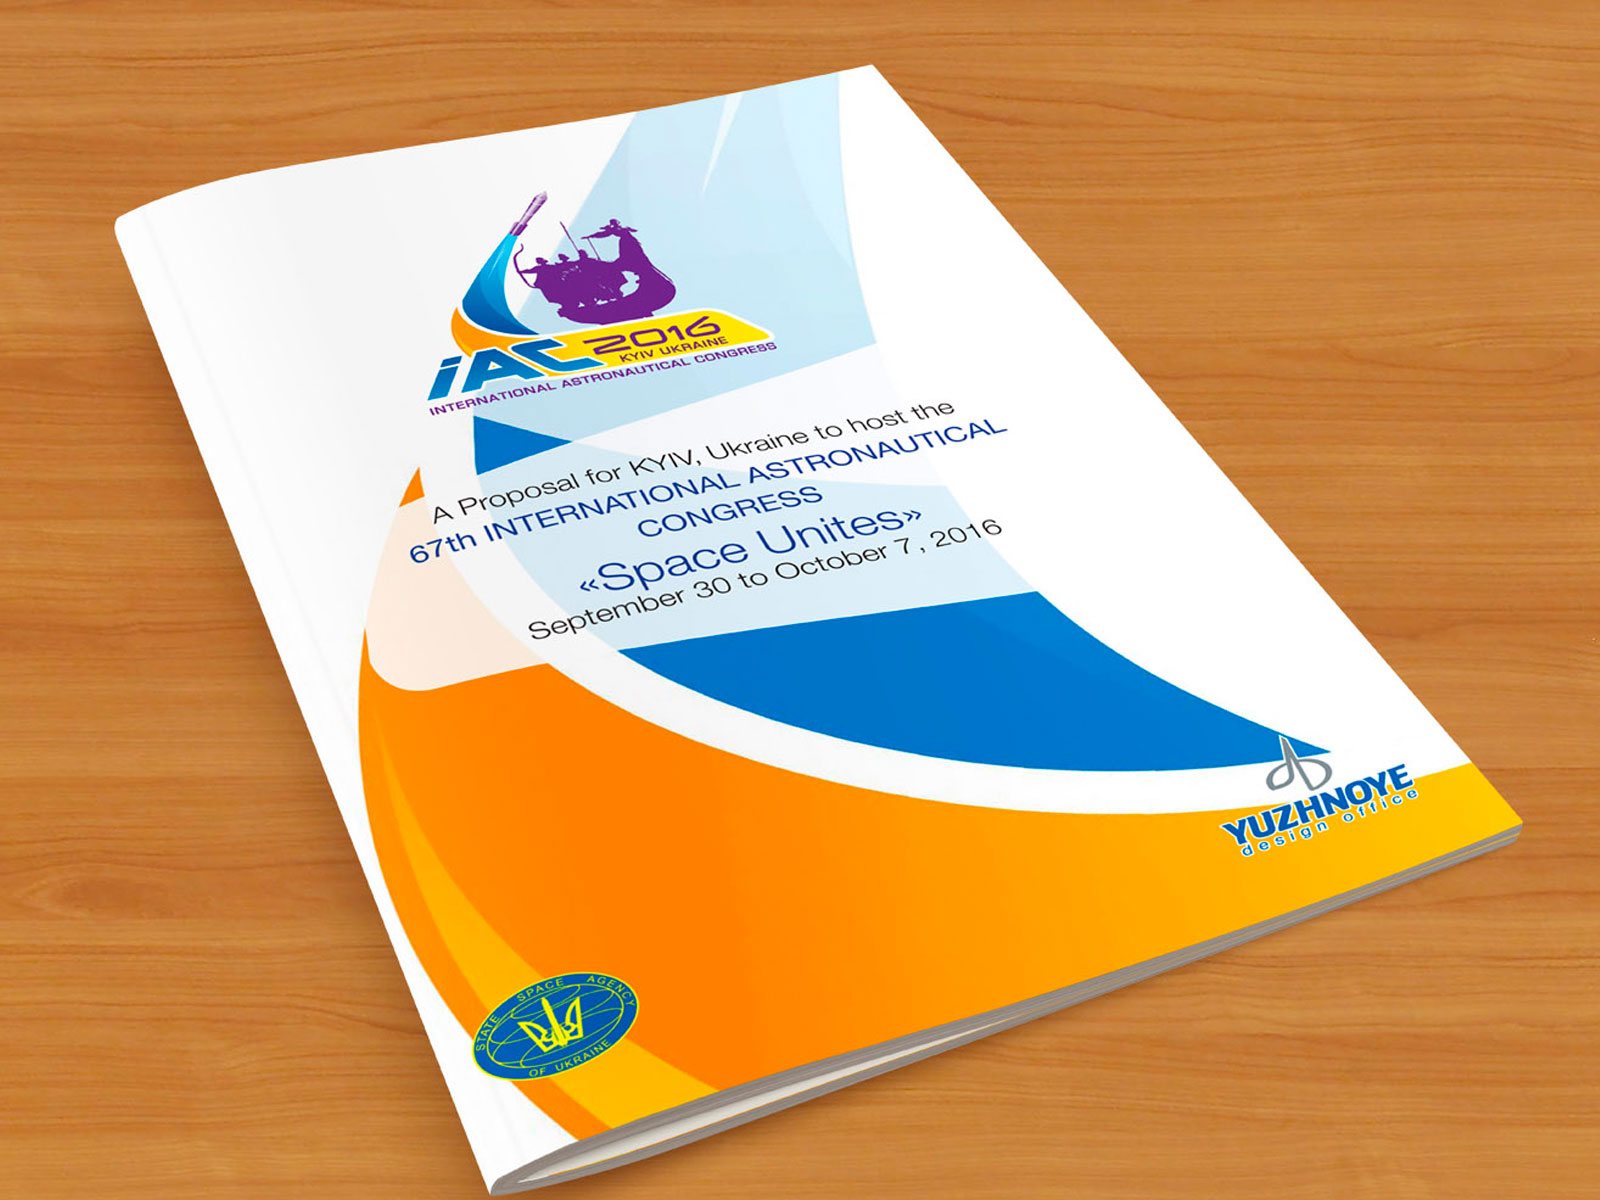 iAC 2016
KYIV UKRAINE
INTERNATIONAL ASTRONAUTICAL CONGRESS
A Proposal for KYIV, Ukraine to host the
67th INTERNATIONAL ASTRONAUTICAL
CONGRESS
«Space Unites»
September 30 to October 7, 2016
YUZHNOYE
design office
STATE SPACE AGENCY
OF UKRAINE